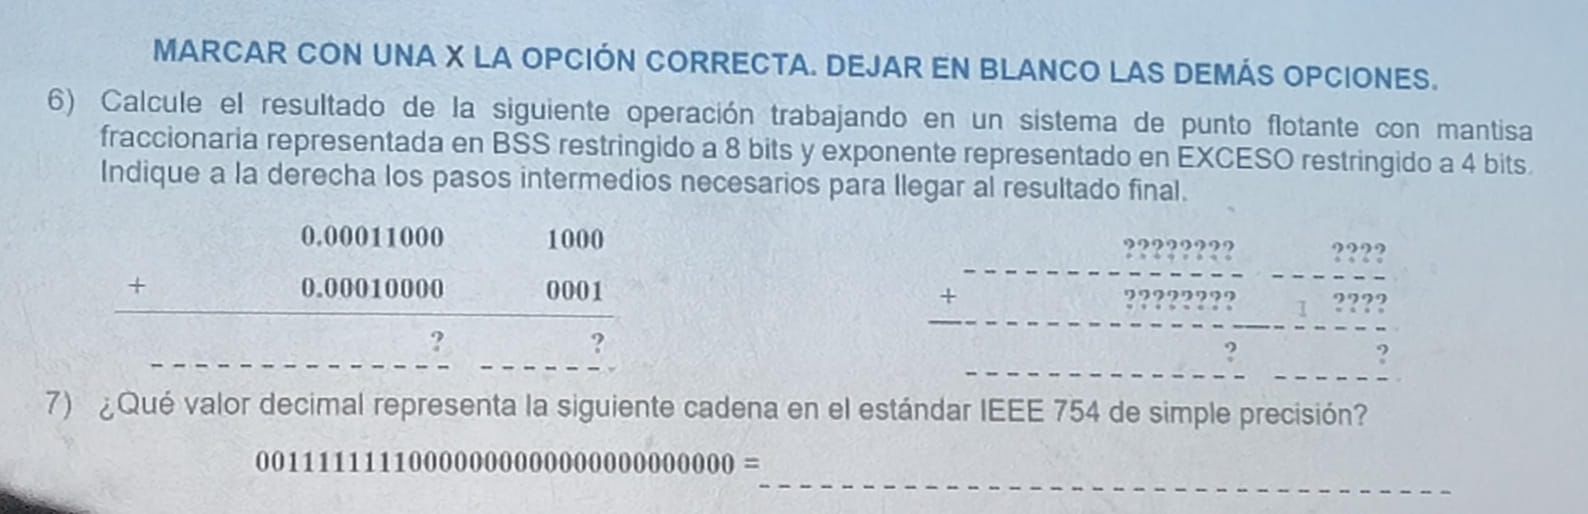 MARCAR CON UNA X LA OPCIÓN CORRECTA. DEJAR EN BLANCO LAS DEMÁS OPCIONES.
6) Calcule el resultado de la siguiente operación trabajando en un sistema de punto flotante con mantisa
fraccionaria representada en BSS restringido a 8 bits y exponente representado en EXCESO restringido a 4 bits.
Indique a la derecha los pasos intermedios necesarios para llegar al resultado final.
0.00011000 1000 ???????? ????
+ 0.00010000 0001 + ???????? ????
? ? ? ?
7) ¿Qué valor decimal representa la siguiente cadena en el estándar IEEE 754 de simple precisión?
00111111111000000000000000000000 =